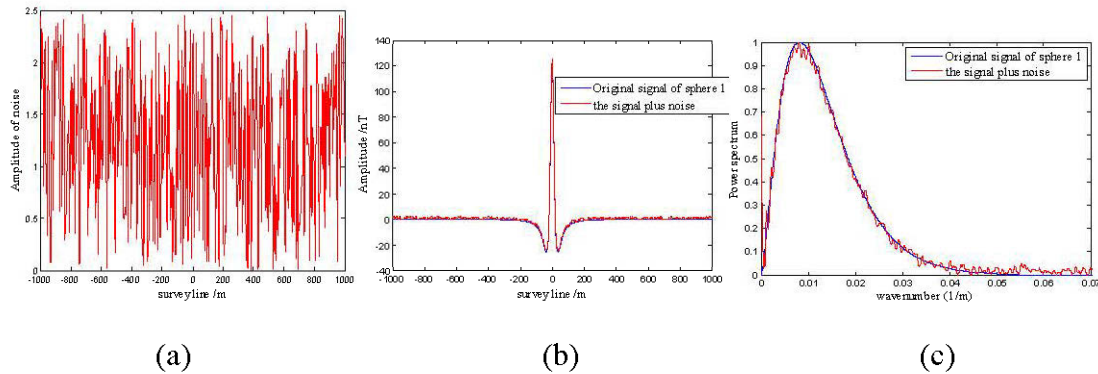 2.5
2
1.5
1
0.5
0
-1000 -800 -600 -400 -200 0 200 400 600 800 1000
Amplitude of noise
survey line /m
(a)
140
120
100
80
60
40
20
0
-20
-40
-1000 -800 -600 -400 -200 0 200 400 600 800 1000
Amplitude /nT
survey line /m
Original signal of sphere 1
the signal plus noise
(b)
1
0.9
0.8
0.7
0.6
0.5
0.4
0.3
0.2
0.1
0
0 0.01 0.02 0.03 0.04 0.05 0.06 0.07
Power spectrum
wavenumber (1/m)
Original signal of sphere 1
the signal plus noise
(c)